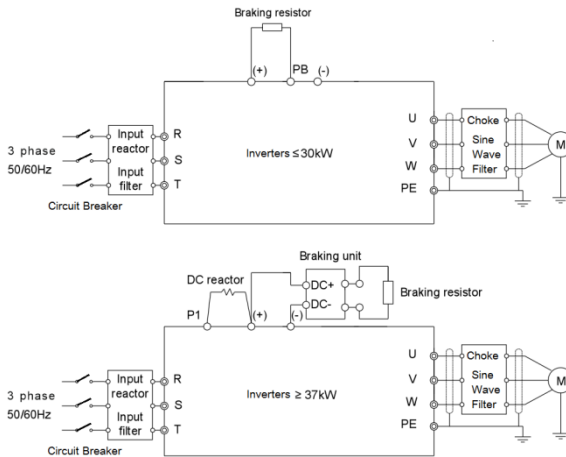 Braking resistor
(+) PB (-)
3 phase
50/60Hz
Input
reactor
Input
filter
Circuit Breaker
R
S
T
Inverters ≤30kW
U
V
W
PE
Choke
Sine
Wave
Filter
M
Braking unit
DC reactor
DC+
DC-
Braking resistor
P1 (+) (-)
3 phase
50/60Hz
Input
reactor
Input
filter
Circuit Breaker
R
S
T
Inverters ≥ 37kW
U
V
W
PE
Choke
Sine
Wave
Filter
M